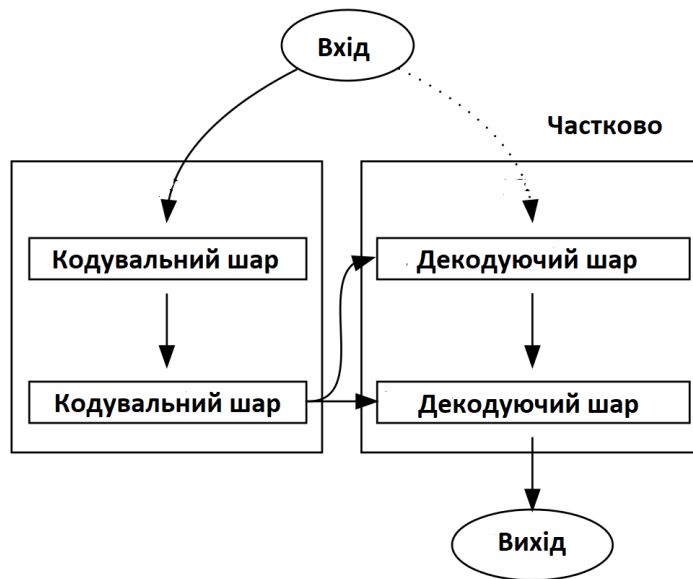 Вхід
Частково
Кодувальний шар
Декодуючий шар
Кодувальний шар
Декодуючий шар
Вихід